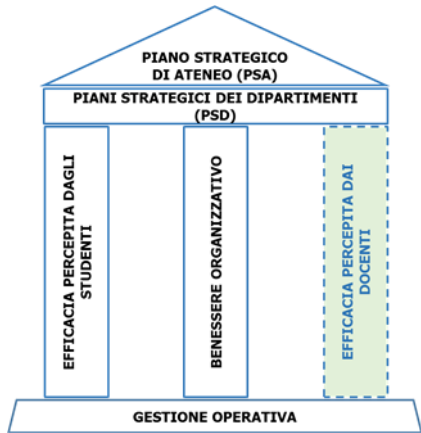 PIANO STRATEGICO
DI ATENEO (PSA)
PIANI STRATEGICI DEI DIPARTIMENTI
(PSD)
EFFICACIA PERCEPITA DAGLI
STUDENTI
BENESSERE ORGANIZZATIVO
EFFICACIA PERCEPITA DAI
DOCENTI
GESTIONE OPERATIVA